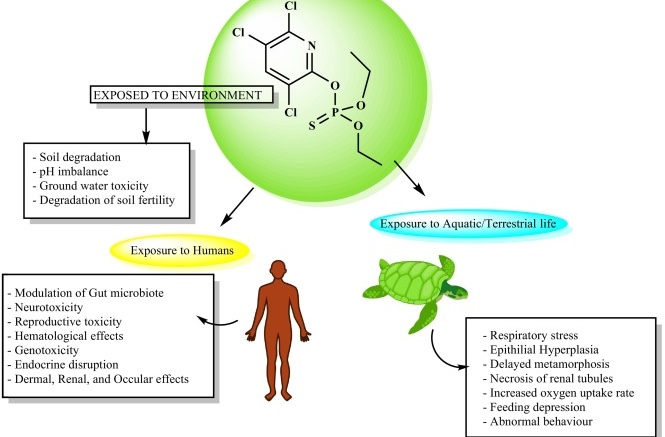 Cl
Cl
N
Cl
O
O
S
P
O
EXPOSED TO ENVIRONMENT
- Soil degradation
- pH imbalance
- Ground water toxicity
- Degradation of soil fertility
Exposure to Humans
Exposure to Aquatic/Terrestrial life
- Modulation of Gut microbiote
- Neurotoxicity
- Reproductive toxicity
- Hematological effects
- Genotoxicity
- Endocrine disruption
- Dermal, Renal, and Occular effects
- Respiratory stress
- Epithilial Hyperplasia
- Delayed metamorphosis
- Necrosis of renal tubules
- Increased oxygen uptake rate
- Feeding depression
- Abnormal behaviour